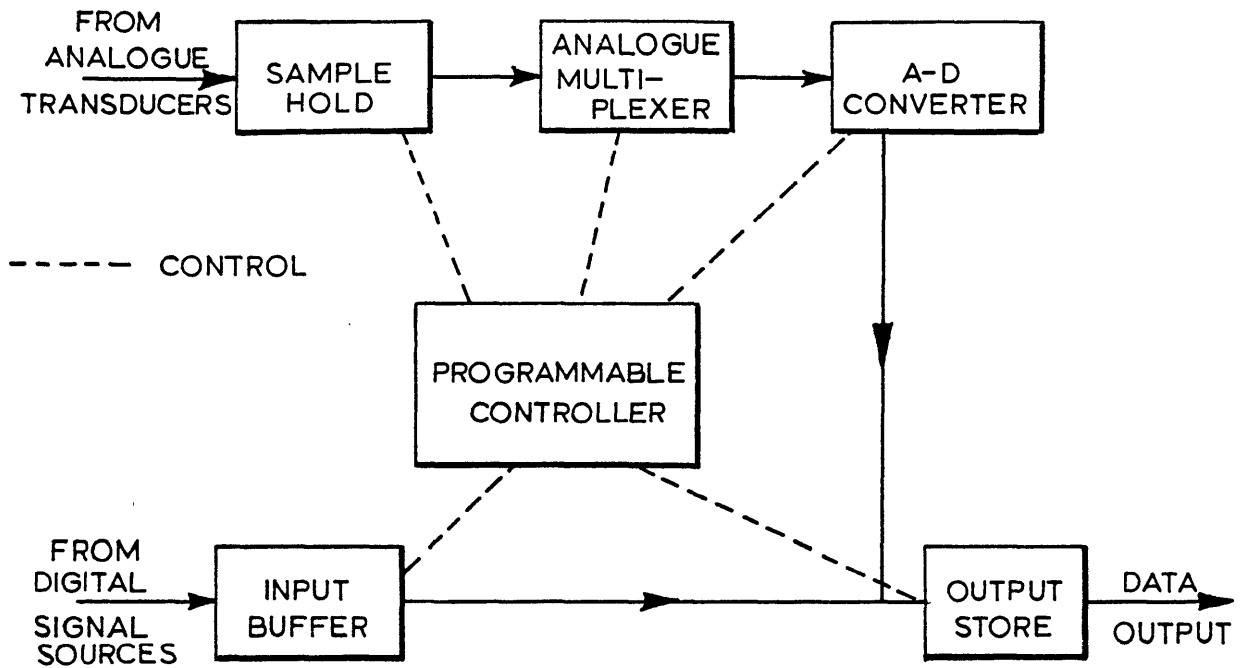 FROM
ANALOGUE
TRANSDUCERS
SAMPLE
HOLD
ANALOGUE
MULTI-
PLEXER
A-D
CONVERTER
CONTROL
PROGRAMMABLE
CONTROLLER
FROM
DIGITAL
SIGNAL
SOURCES
INPUT
BUFFER
OUTPUT
STORE
DATA
OUTPUT